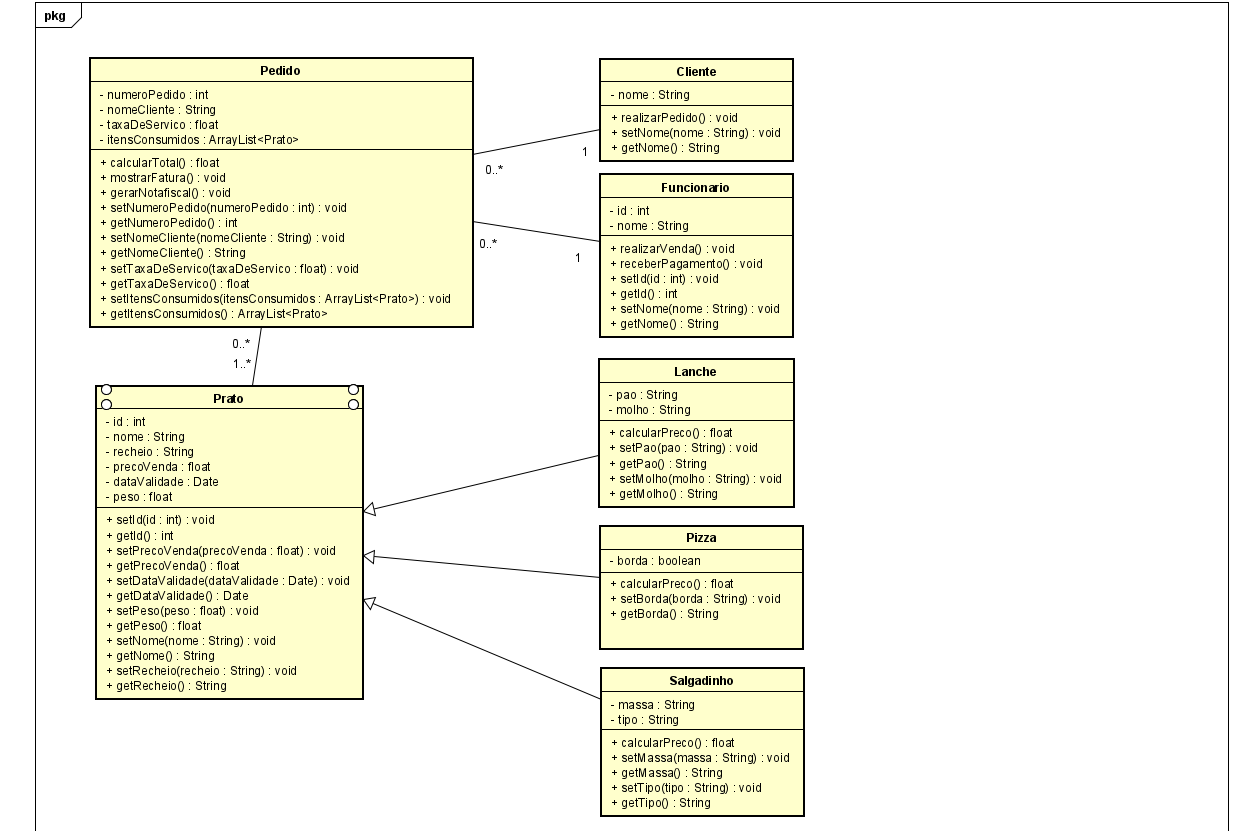 pkg
Pedido
- numeroPedido : int
- nomeCliente : String
- taxaDeServico : float
- itensConsumidos : ArrayList<Prato>
+ calcularTotal() : float
+ mostrarFatura() : void
+ gerarNotafiscal() : void
+ setNumeroPedido(numeroPedido : int) : void
+ getNumeroPedido() : int
+ setNomeCliente(nomeCliente : String) : void
+ getNomeCliente() : String
+ setTaxaDeServico(taxaDeServico : float) : void
+ getTaxaDeServico() : float
+ setItensConsumidos(itensConsumidos : ArrayList<Prato>) : void
+ getItensConsumidos() : ArrayList<Prato>
Cliente
- nome : String
+ realizarPedido() : void
+ setNome(nome : String) : void
+ getNome() : String
0..*
1
Funcionario
- id : int
- nome : String
+ realizarVenda() : void
+ receberPagamento() : void
+ setId(id : int) : void
+ getId() : int
+ setNome(nome : String) : void
+ getNome() : String
0..*
1
0..*
1..*
Prato
- id : int
- nome : String
- recheio : String
- precoVenda : float
- dataValidade : Date
- peso : float
+ setId(id : int) : void
+ getId() : int
+ setPrecoVenda(precoVenda : float) : void
+ getPrecoVenda() : float
+ setDataValidade(dataValidade : Date) : void
+ getDataValidade() : Date
+ setPeso(peso : float) : void
+ getPeso() : float
+ setNome(nome : String) : void
+ getNome() : String
+ setRecheio(recheio : String) : void
+ getRecheio() : String
Lanche
- pao : String
- molho : String
+ calcularPreco() : float
+ setPao(pao : String) : void
+ getPao() : String
+ setMolho(molho : String) : void
+ getMolho() : String
Pizza
- borda : boolean
+ calcularPreco() : float
+ setBorda(borda : String) : void
+ getBorda() : String
Salgadinho
- massa : String
- tipo : String
+ calcularPreco() : float
+ setMassa(massa : String) : void
+ getMassa() : String
+ setTipo(tipo : String) : void
+ getTipo() : String